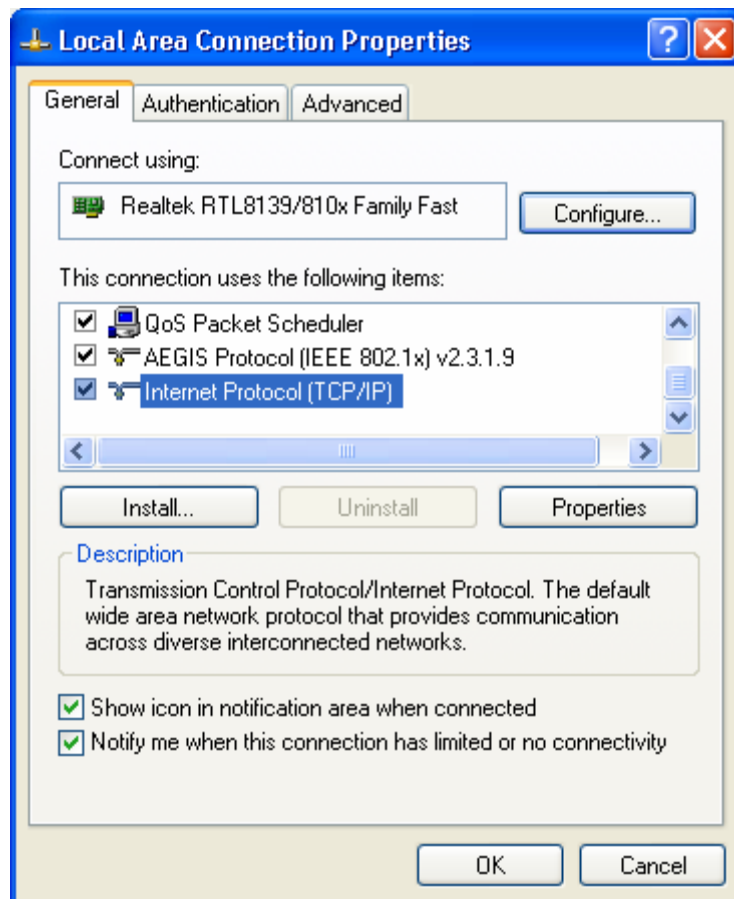 Local Area Connection Properties
General Authentication Advanced
Connect using:
Realtek RTL8139/810x Family Fast
Configure...
This connection uses the following items:
QoS Packet Scheduler
AEGIS Protocol (IEEE 802.1x) v2.3.1.9
Internet Protocol (TCP/IP)
Install... Uninstall Properties
Description
Transmission Control Protocol/Internet Protocol. The default
wide area network protocol that provides communication
across diverse interconnected networks.
Show icon in notification area when connected
Notify me when this connection has limited or no connectivity
OK Cancel